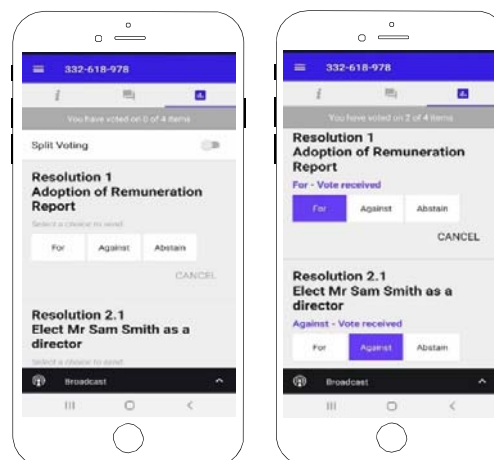 332-618-978
You have voted on 0 of 4 items
Split Voting
Resolution 1
Adoption of Remuneration
Report
Select a choice to send
For
Against
Abstain
CANCEL
Resolution 2.1
Elect Mr Sam Smith as a
director
Select a choice to send
Broadcast
332-618-978
You have voted on 2 of 4 items
Resolution 1
Adoption of Remuneration
Report
For - Vote received
For
Against
Abstain
CANCEL
Resolution 2.1
Elect Mr Sam Smith as a
director
Against - Vote received
For
Against
Abstain
Broadcast